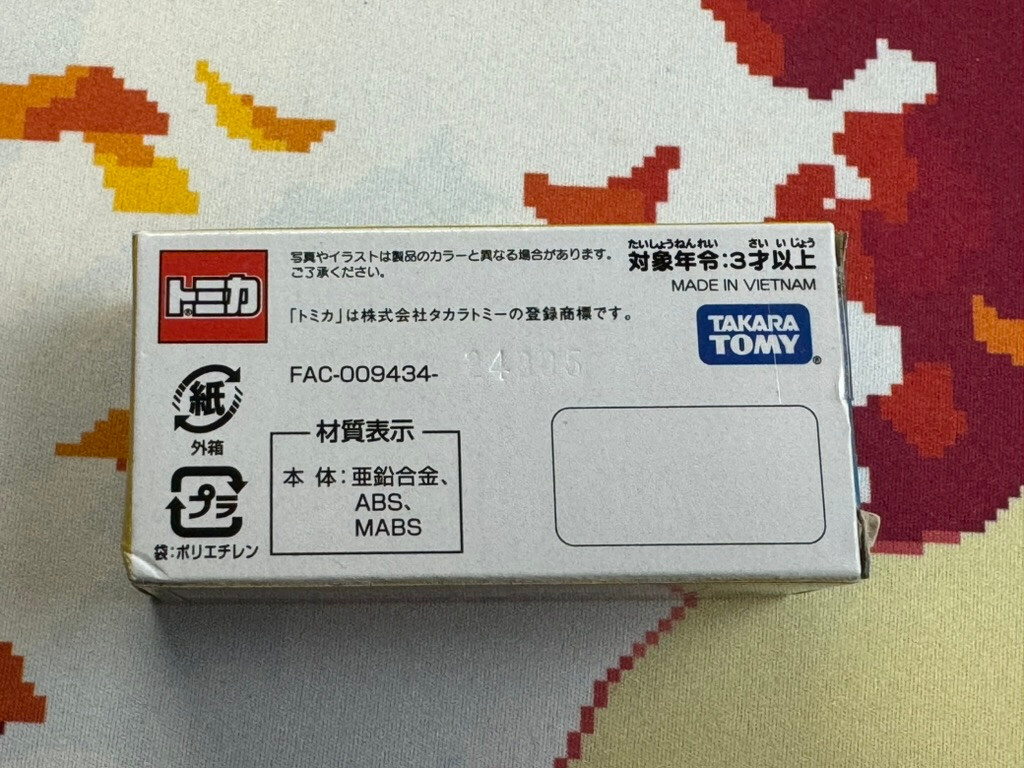 トミカ®
写真やイラストは製品のカラーと異なる場合があります。
ご了承ください。
「トミカ」は株式会社タカラトミーの登録商標です。
FAC-009434-
たいしょうねんれい さい いじょう
対象年令:3才以上
MADE IN VIETNAM
TAKARA
TOMY®
紙
外箱
プラ
袋:ポリエチレン
材質表示
本 体:亜鉛合金、
ABS、
MABS